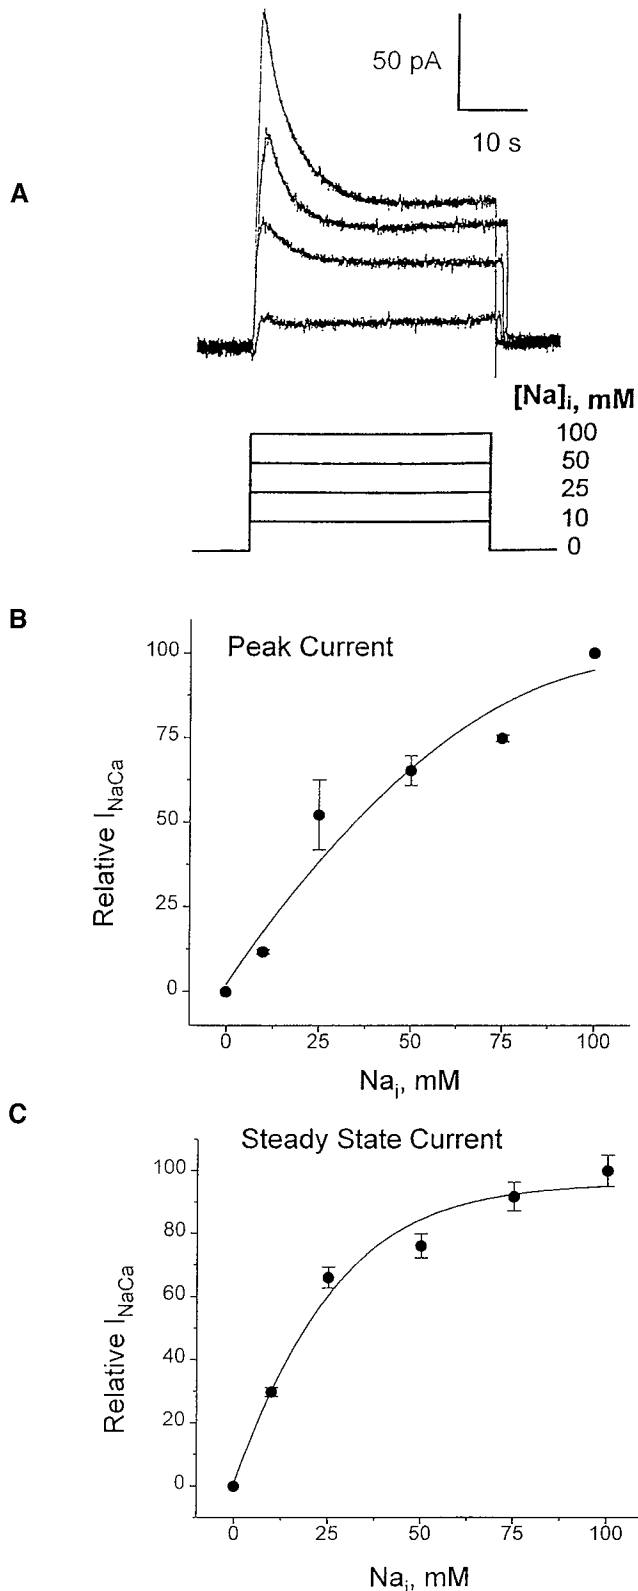 50 pA
10 s
A
[Na]i, mM
100
50
25
10
0
B
Peak Current
100
75
50
25
0
Relative INaCa
0 25 50 75 100
Nai, mM
C
Steady State Current
100
80
60
40
20
0
Relative INaCa
0 25 50 75 100
Nai, mM